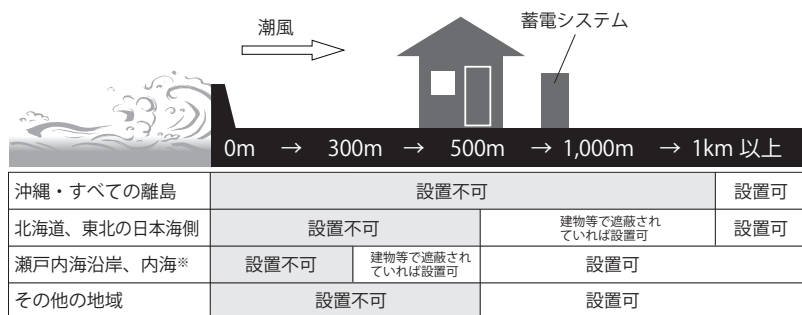 潮風
蓄電システム
0m → 300m → 500m → 1,000m → 1km 以上
沖縄・すべての離島 設置不可 設置可
北海道、東北の日本海側 設置不可 建物等で遮蔽され
ていれば設置可 設置可
瀬戸内海沿岸、内海※ 設置不可 建物等で遮蔽され
ていれば設置可 設置可
その他の地域 設置不可 設置可